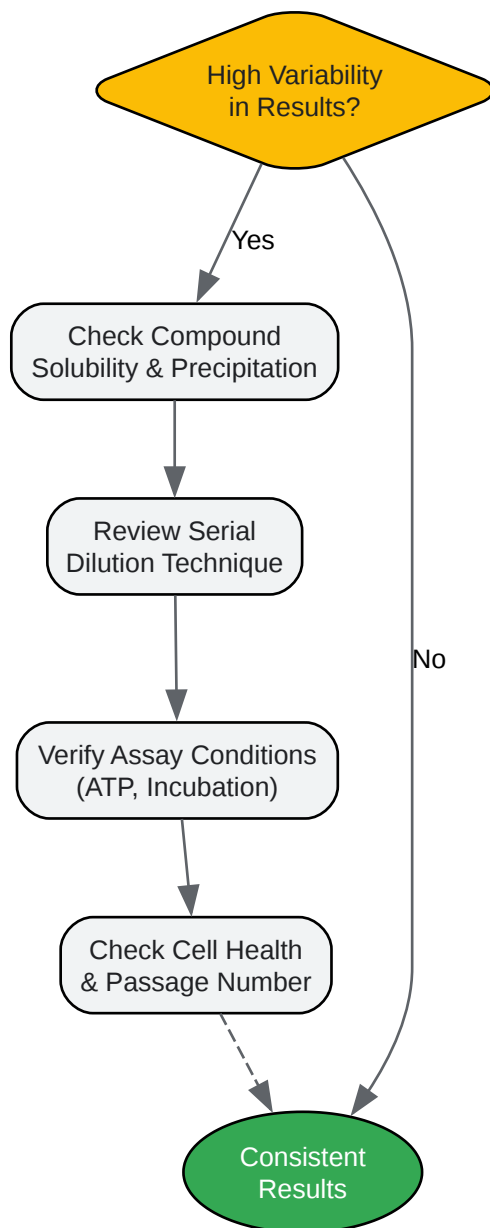 High Variability
in Results?
Yes
Check Compound
Solubility & Precipitation
Review Serial
Dilution Technique
No
Verify Assay Conditions
(ATP, Incubation)
Check Cell Health
& Passage Number
Consistent
Results